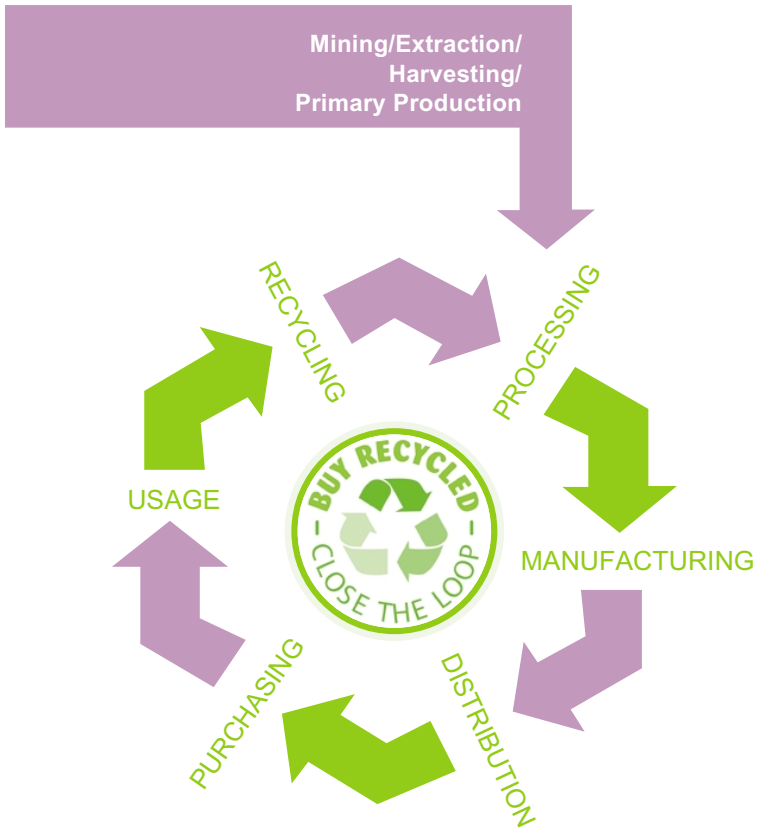 Mining/Extraction/
Harvesting/
Primary Production
RECYCLING
PROCESSING
BUY RECYCLED
– CLOSE THE LOOP –
USAGE
MANUFACTURING
PURCHASING
DISTRIBUTION